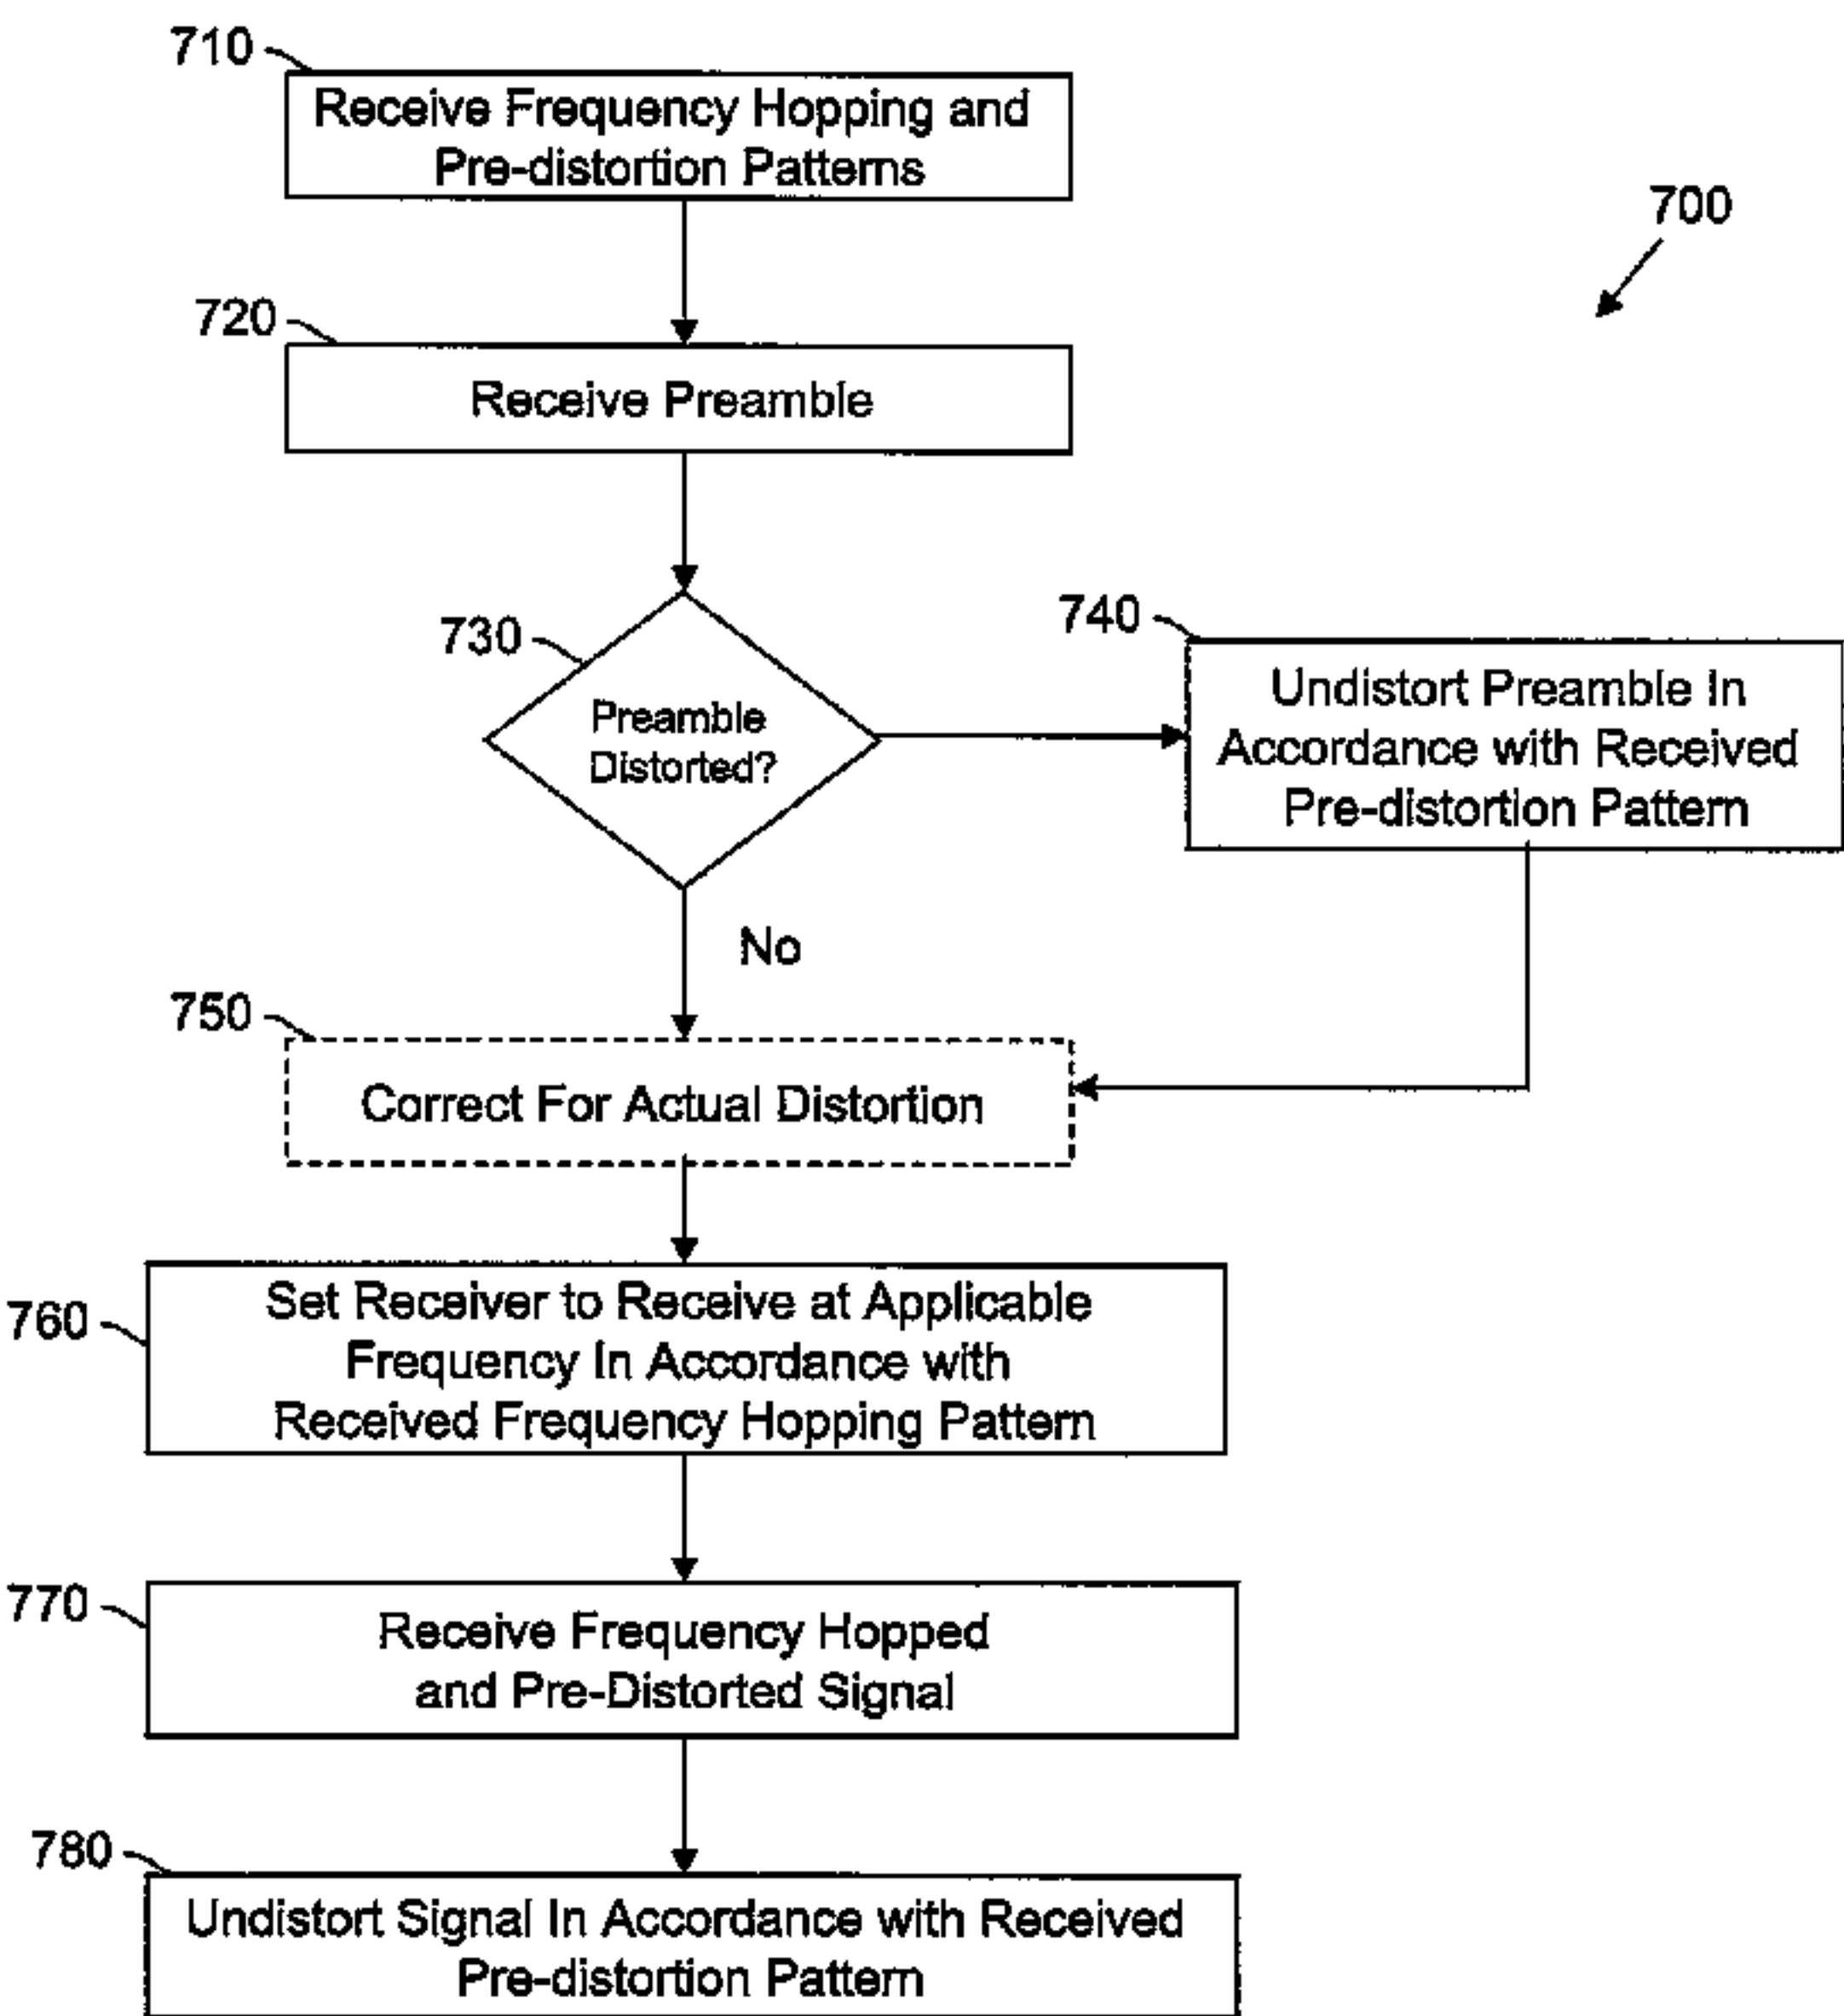 710
Receive Frequency Hopping and
Pre-distortion Patterns
700
720
Receive Preamble
730
Preamble
Distorted?
740
Undistort Preamble In
Accordance with Received
Pre-distortion Pattern
No
750
Correct For Actual Distortion
760
Set Receiver to Receive at Applicable
Frequency In Accordance with
Received Frequency Hopping Pattern
770
Receive Frequency Hopped
and Pre-Distorted Signal
780
Undistort Signal In Accordance with Received
Pre-distortion Pattern